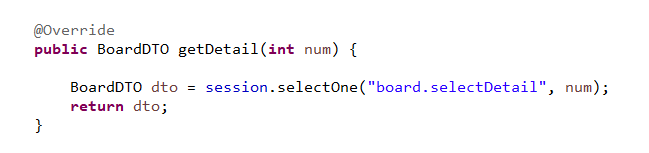 @Override
public BoardDTO getDetail(int num) {
BoardDTO dto = session.selectOne("board.selectDetail", num);
return dto;
}